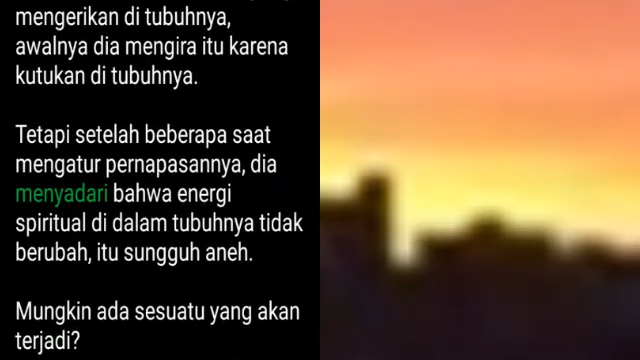 mengerikan di tubuhnya,
awalnya dia mengira itu karena
kutukan di tubuhnya.
Tetapi setelah beberapa saat
mengatur pernapasannya, dia
menyadari bahwa energi
spiritual di dalam tubuhnya tidak
berubah, itu sungguh aneh.
Mungkin ada sesuatu yang akan
terjadi?